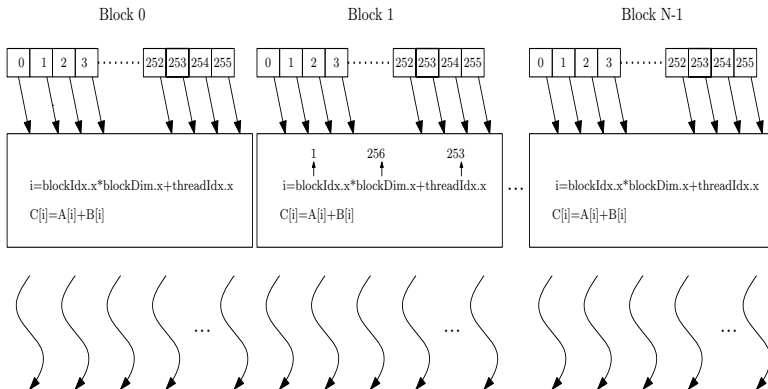 Block 0 Block 1 Block N-1
0 1 2 3 ········ 252 253 254 255 0 1 2 3 ········ 252 253 254 255 0 1 2 3 ········ 252 253 254 255
1 256 253
i=blockIdx.x*blockDim.x+threadIdx.x i=blockIdx.x*blockDim.x+threadIdx.x ... i=blockIdx.x*blockDim.x+threadIdx.x
C[i]=A[i]+B[i] C[i]=A[i]+B[i] C[i]=A[i]+B[i]
... ... ...